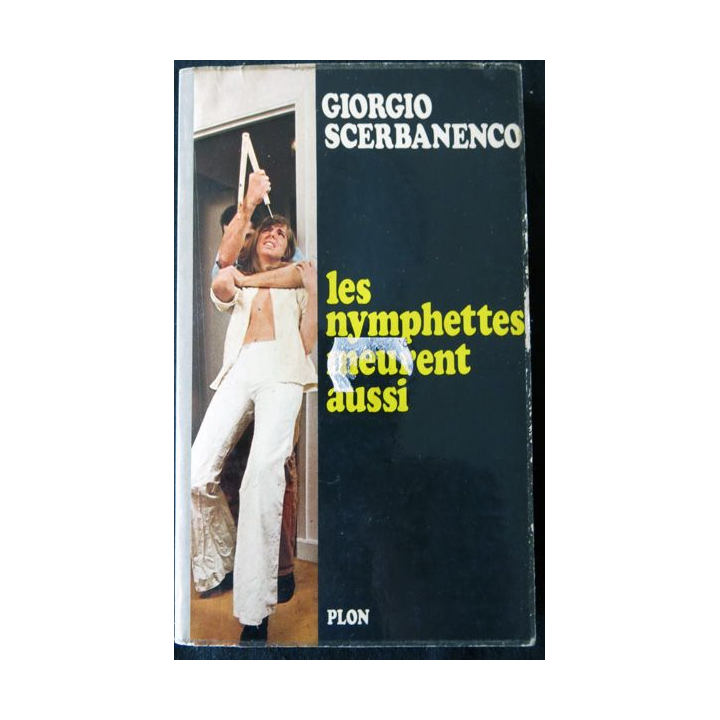 GIORGIO
SCERBANENCO
les
nymphettes
meurent
aussi
PLON